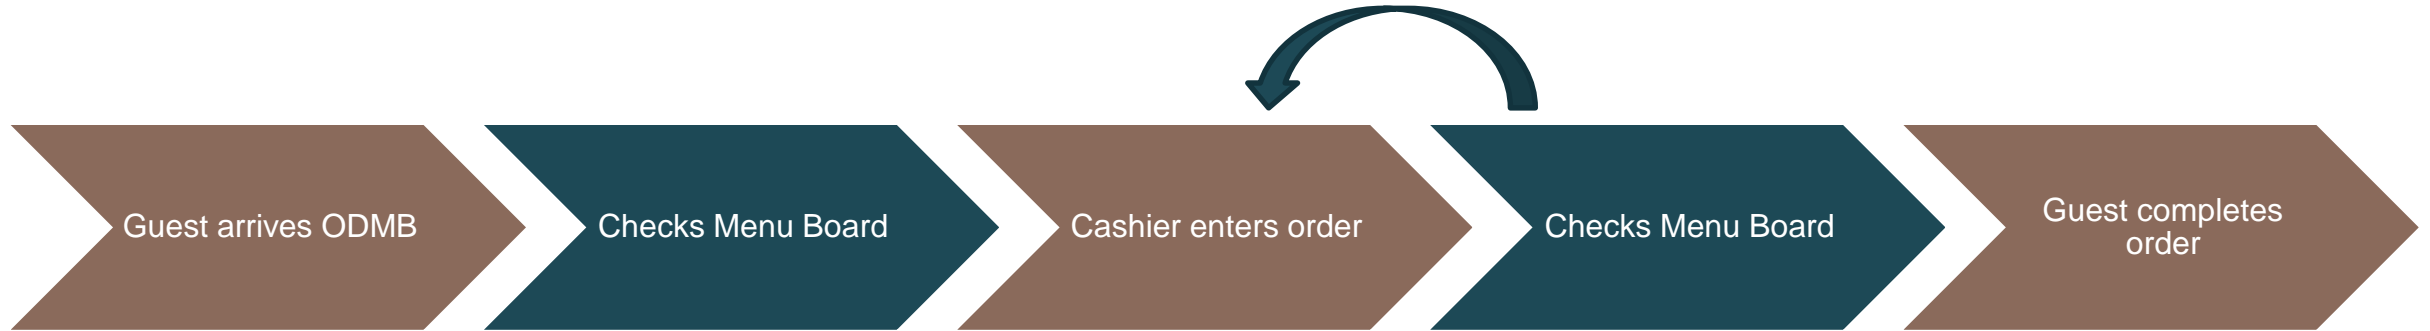 Guest arrives ODMB
Checks Menu Board
Cashier enters order
Checks Menu Board
Guest completes
order